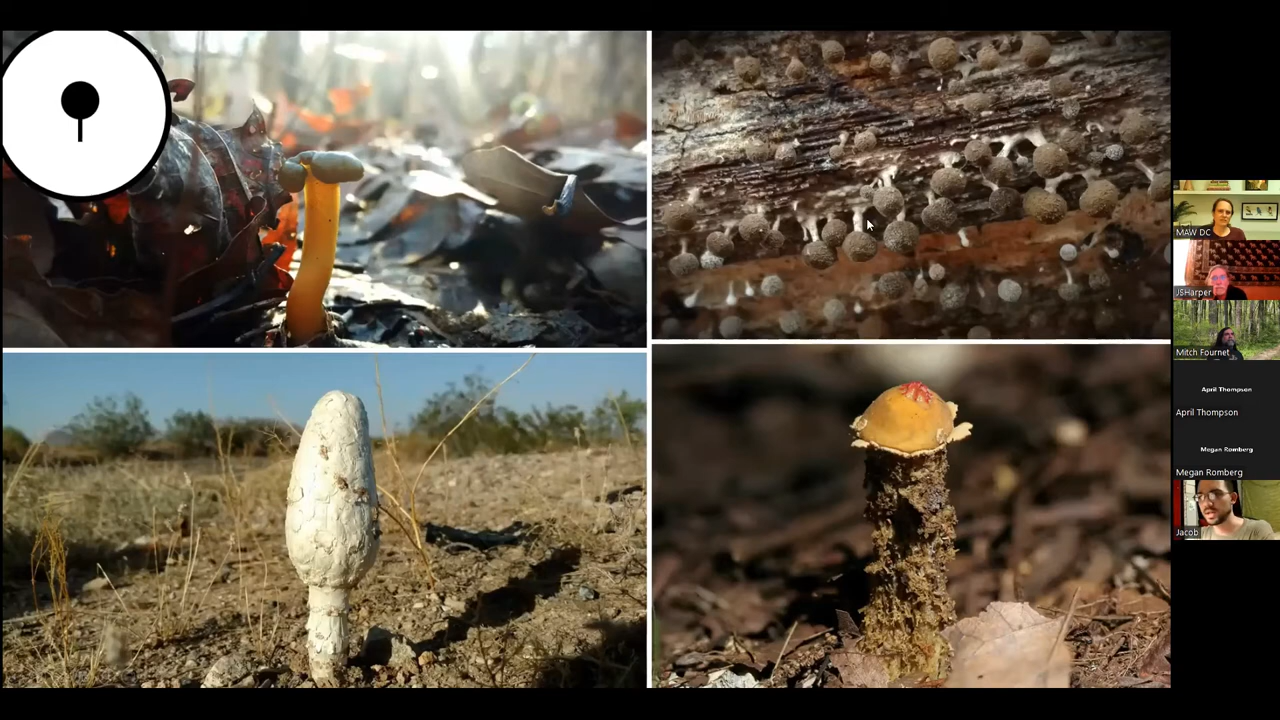 MAW DC
JSHarper
Mitch Fournet
April Thompson
April Thompson
Megan Romberg
Megan Romberg
Jacob